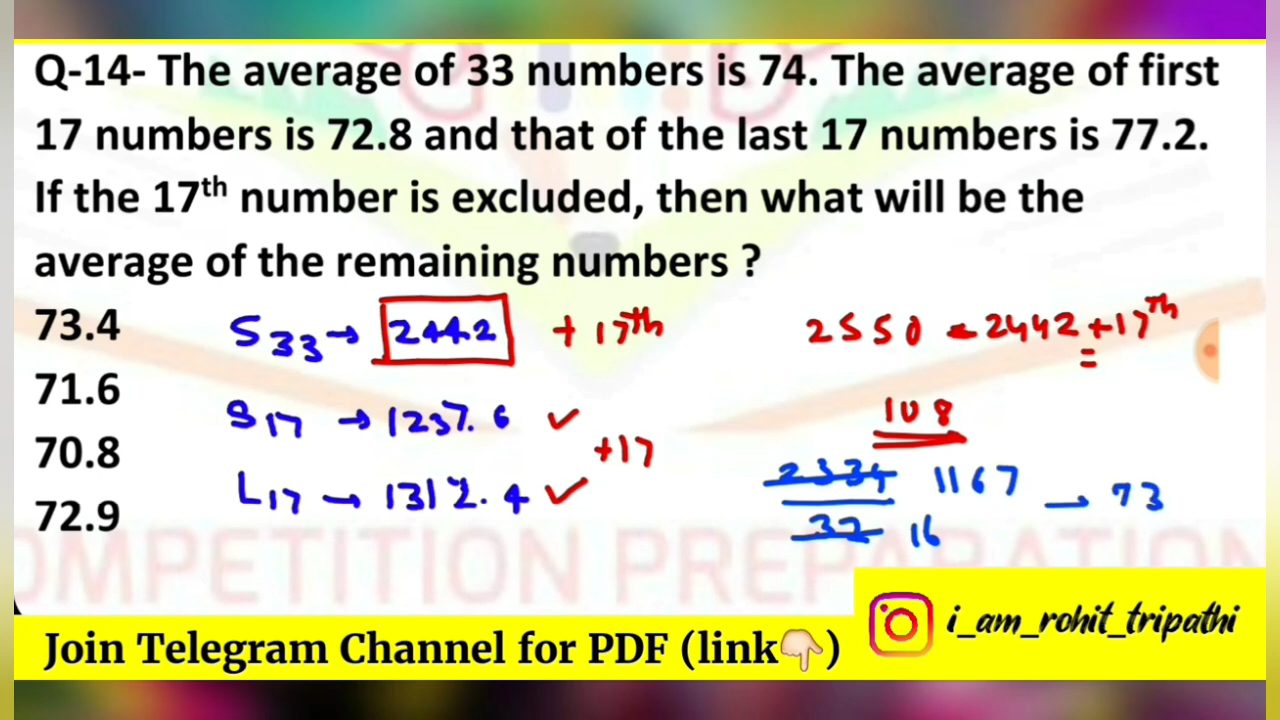 Q-14- The average of 33 numbers is 74. The average of first
17 numbers is 72.8 and that of the last 17 numbers is 77.2.
If the 17th number is excluded, then what will be the
average of the remaining numbers ?
73.4
71.6
70.8
72.9
S33 → 2442 + 17th
S17 → 1237.6 ✓
+17
L17 → 1312.4 ✓
2550 = 2442 + 17th
108
2334 1167 → 73
32 16
COMPETITION PREPARATION
Join Telegram Channel for PDF (link👇🏻)
i_am_rohit_tripathi